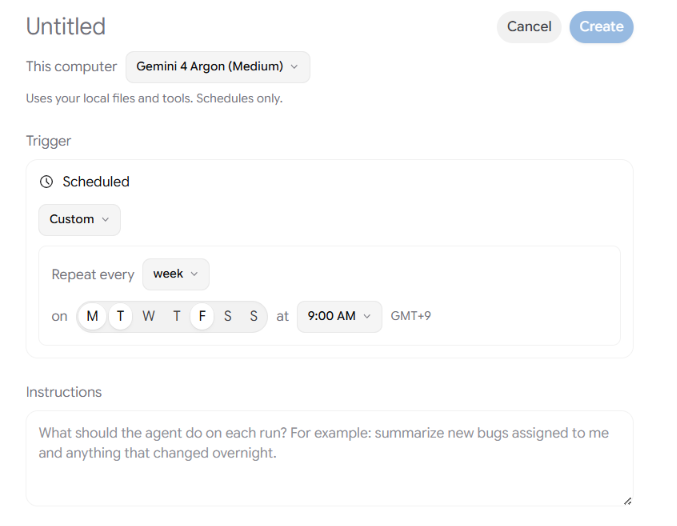 Untitled
Cancel
Create
This computer
Gemini 4 Argon (Medium)
Uses your local files and tools. Schedules only.
Trigger
Scheduled
Custom
Repeat every week
on M T W T F S S at 9:00 AM GMT+9
Instructions
What should the agent do on each run? For example: summarize new bugs assigned to me
and anything that changed overnight.